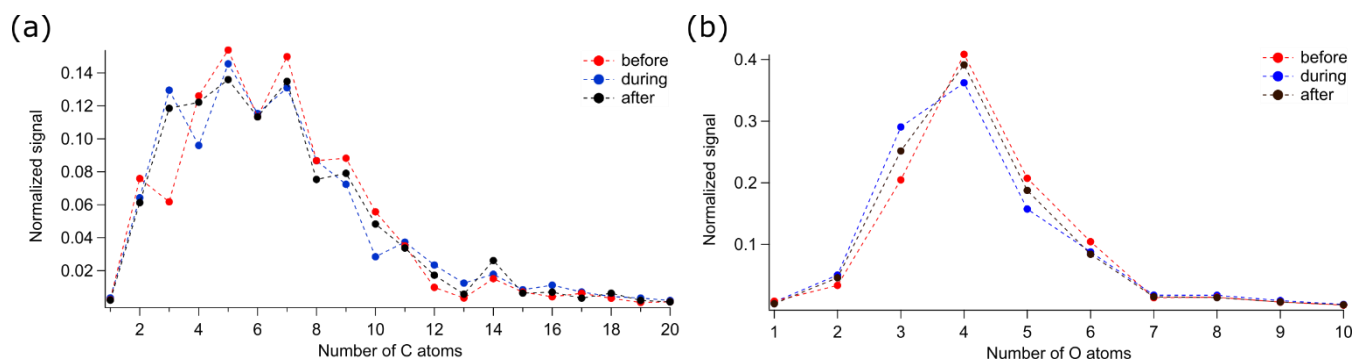 (a)
Normalized signal
0.14
0.12
0.10
0.08
0.06
0.04
0.02
before
during
after
2 4 6 8 10 12 14 16 18 20
Number of C atoms
(b)
Normalized signal
0.4
0.3
0.2
0.1
before
during
after
1 2 3 4 5 6 7 8 9 10
Number of O atoms